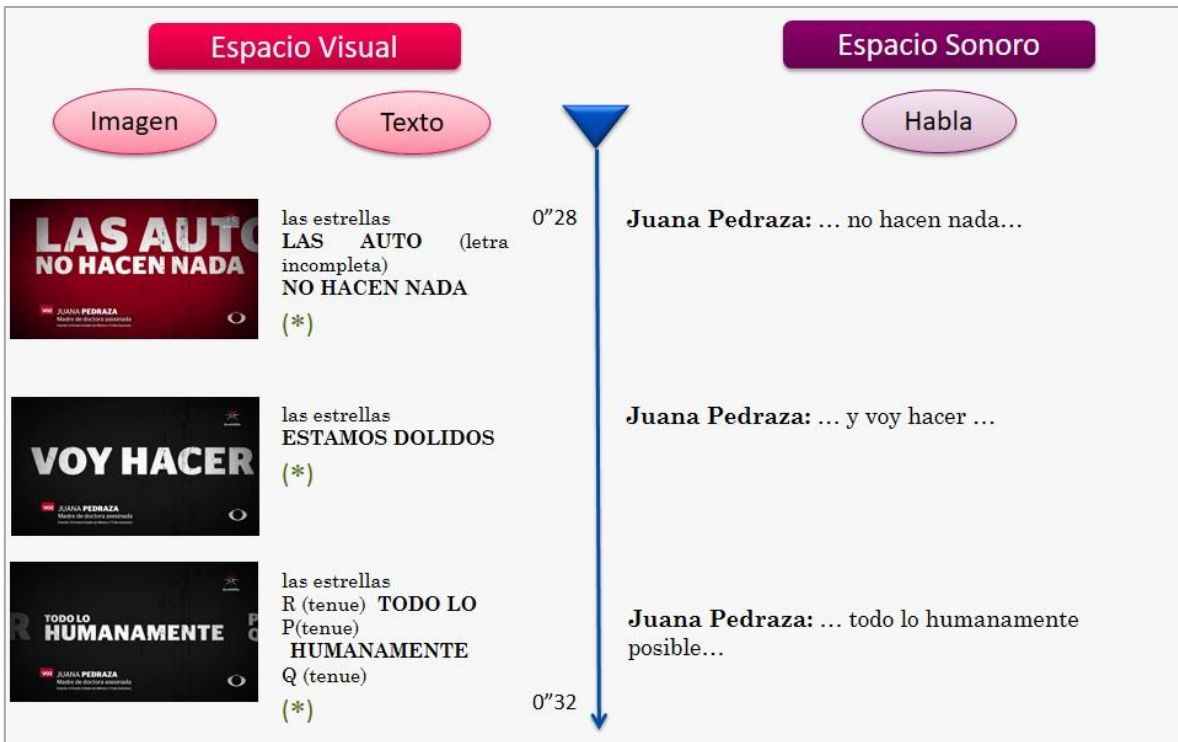 Espacio Visual
Espacio Sonoro
Imagen
Texto
Habla
LAS AUTO
NO HACEN NADA
VOZ JUANA PEDRAZA
Madre de doctora asesinada
las estrellas
LAS AUTO (letra
incompleta)
NO HACEN NADA
(*)
0”28
Juana Pedraza: … no hacen nada…
VOY HACER
VOZ JUANA PEDRAZA
Madre de doctora asesinada
las estrellas
ESTAMOS DOLIDOS
(*)
Juana Pedraza: … y voy hacer …
R
TODO LO
HUMANAMENTE
P
Q
VOZ JUANA PEDRAZA
Madre de doctora asesinada
las estrellas
R (tenue) TODO LO
P(tenue)
HUMANAMENTE
Q (tenue)
(*)
0”32
Juana Pedraza: … todo lo humanamente
posible…